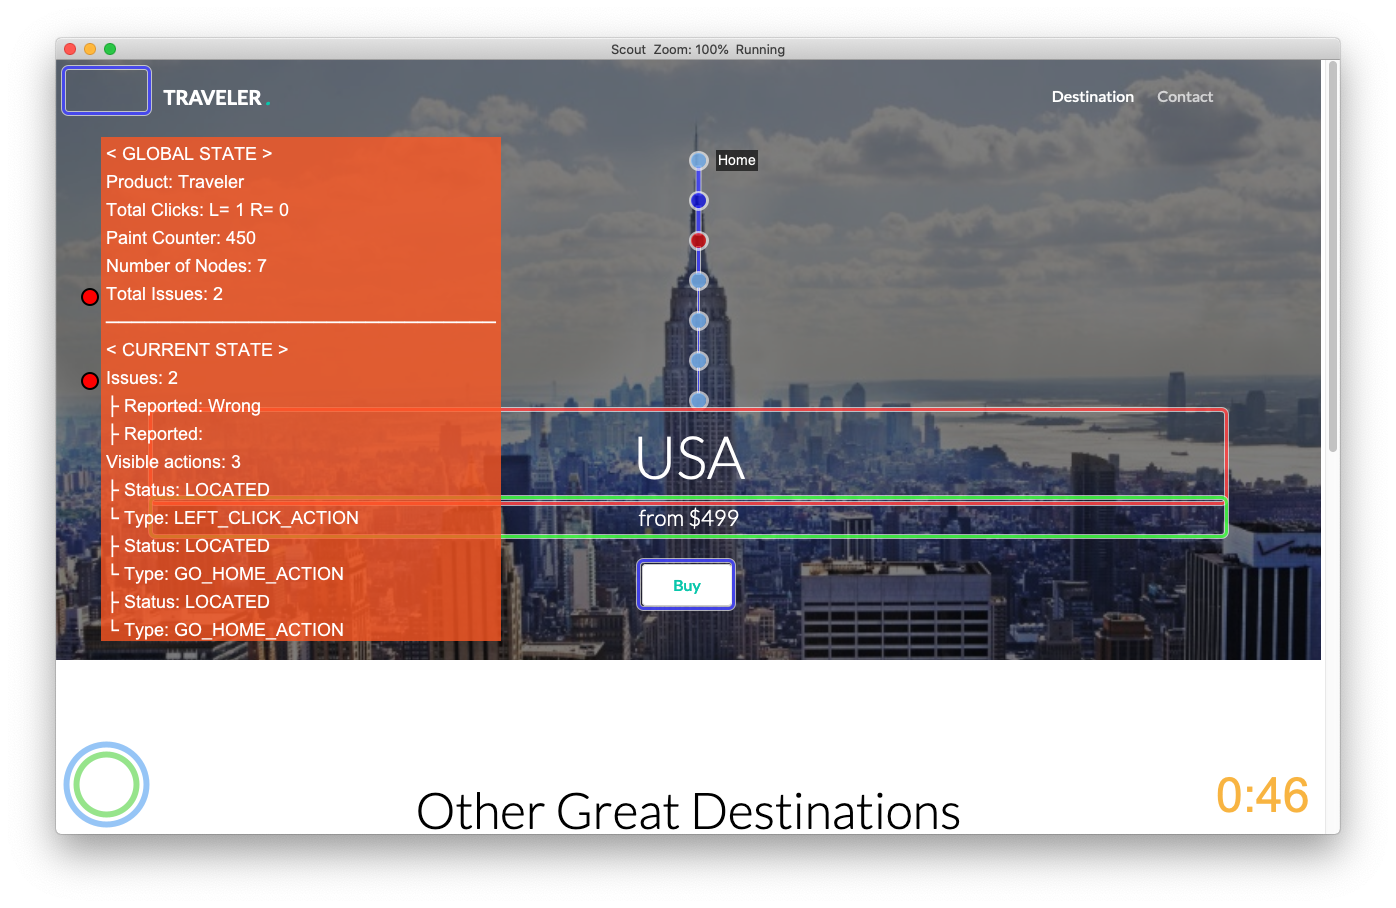 Scout Zoom: 100% Running
TRAVELER.
Destination Contact
Home
< GLOBAL STATE >
Product: Traveler
Total Clicks: L= 1 R= 0
Paint Counter: 450
Number of Nodes: 7
Total Issues: 2
< CURRENT STATE >
Issues: 2
├ Reported: Wrong
├ Reported:
Visible actions: 3
├ Status: LOCATED
└ Type: LEFT_CLICK_ACTION
├ Status: LOCATED
└ Type: GO_HOME_ACTION
├ Status: LOCATED
└ Type: GO_HOME_ACTION
USA
from $499
Buy
Other Great Destinations
0:46